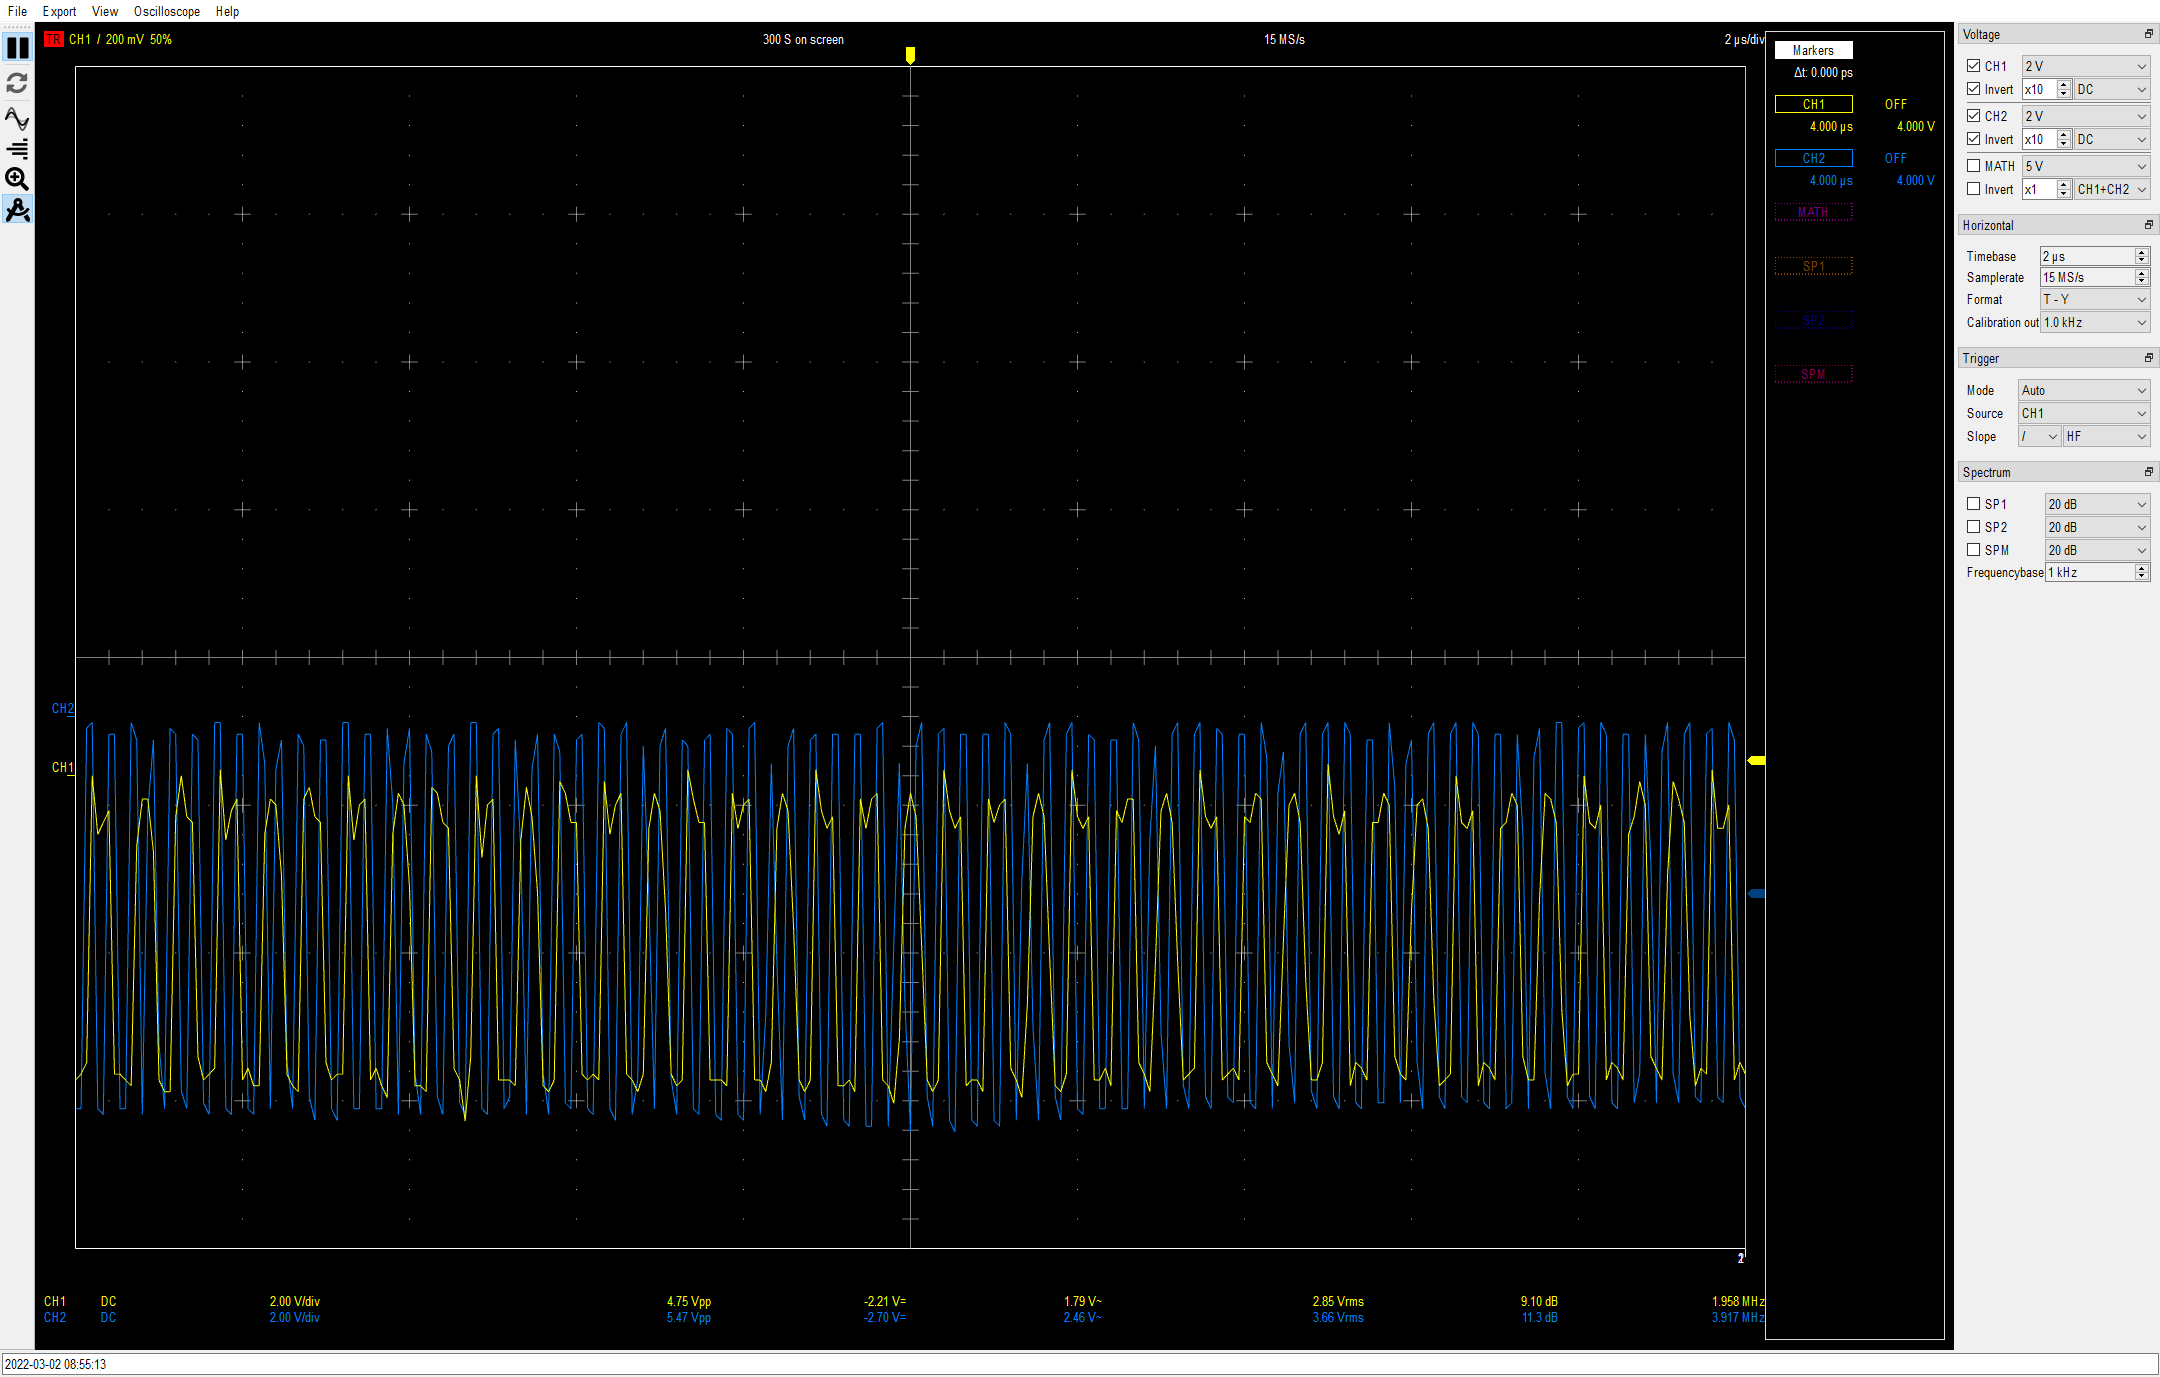 File Export View Oscilloscope Help
TR CH1 / 200 mV 50% 300 S on screen 15 MS/s 2 µs/div
Markers
Δt: 0.000 ps
CH1 OFF
4.000 µs 4.000 V
CH2 OFF
4.000 µs 4.000 V
MATH
SP1
SP2
SPM
CH2
CH1
CH1 DC 2.00 V/div 4.75 Vpp -2.21 V= 1.79 V~ 2.85 Vrms 9.10 dB 1.958 MHz
CH2 DC 2.00 V/div 5.47 Vpp -2.70 V= 2.46 V~ 3.66 Vrms 11.3 dB 3.917 MHz
Voltage
CH1 2 V
Invert x10 DC
CH2 2 V
Invert x10 DC
MATH 5 V
Invert x1 CH1+CH2
Horizontal
Timebase 2 µs
Samplerate 15 MS/s
Format T - Y
Calibration out 1.0 kHz
Trigger
Mode Auto
Source CH1
Slope / HF
Spectrum
SP1 20 dB
SP2 20 dB
SPM 20 dB
Frequencybase 1 kHz
2022-03-02 08:55:13